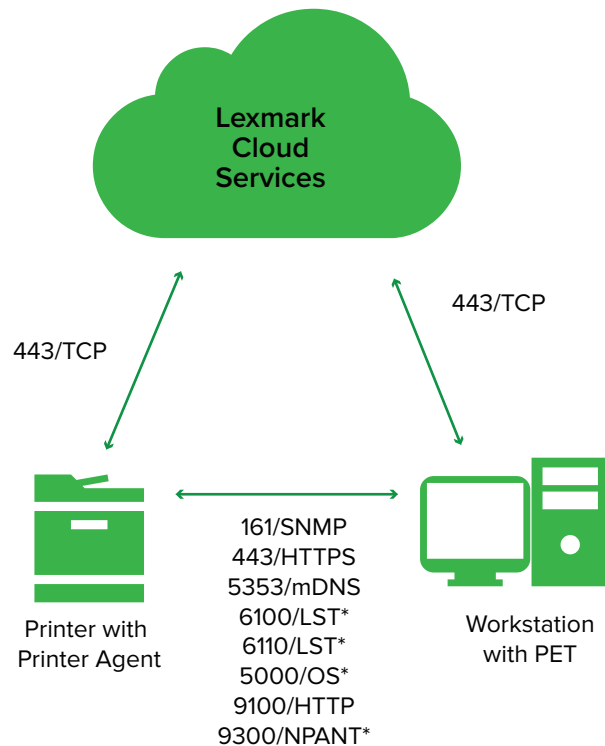 Lexmark
Cloud
Services
443/TCP
443/TCP
161/SNMP
443/HTTPS
5353/mDNS
6100/LST*
6110/LST*
5000/OS*
9100/HTTP
9300/NPANT*
Printer with
Printer Agent
Workstation
with PET